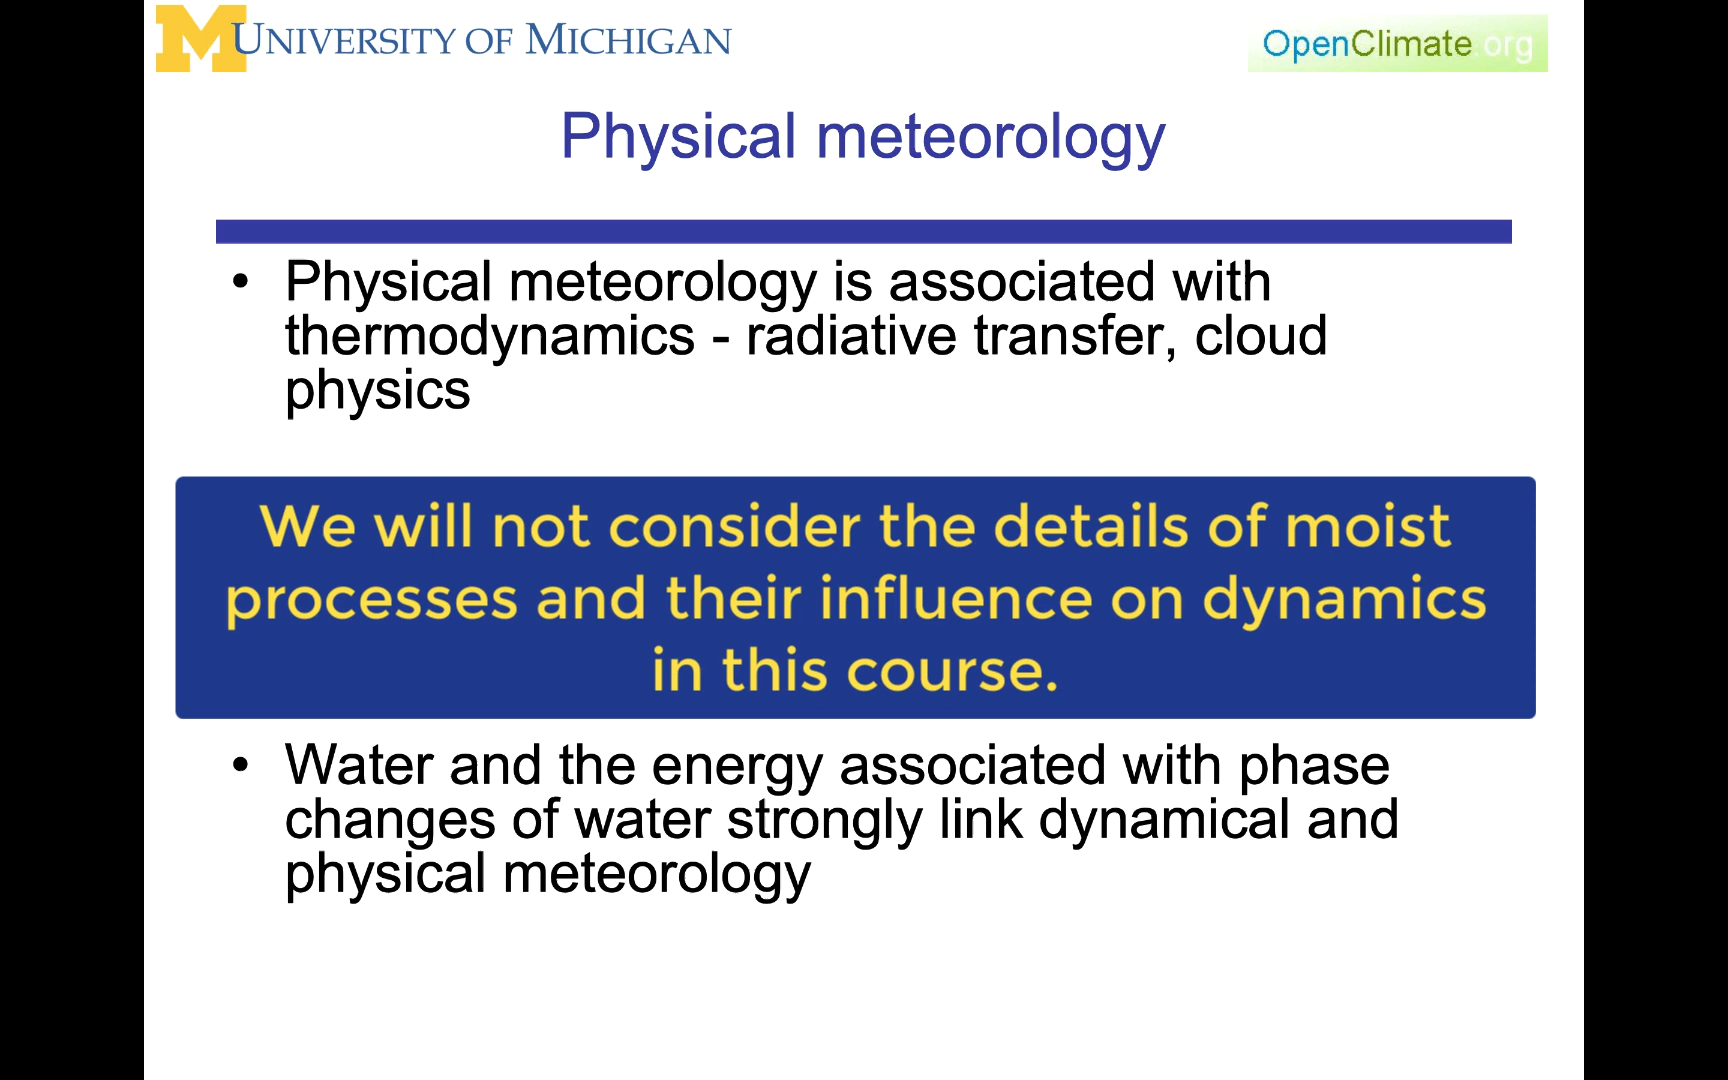 M UNIVERSITY OF MICHIGAN
OpenClimate.org
Physical meteorology
• Physical meteorology is associated with
thermodynamics - radiative transfer, cloud
physics
We will not consider the details of moist
processes and their influence on dynamics
in this course.
• Water and the energy associated with phase
changes of water strongly link dynamical and
physical meteorology